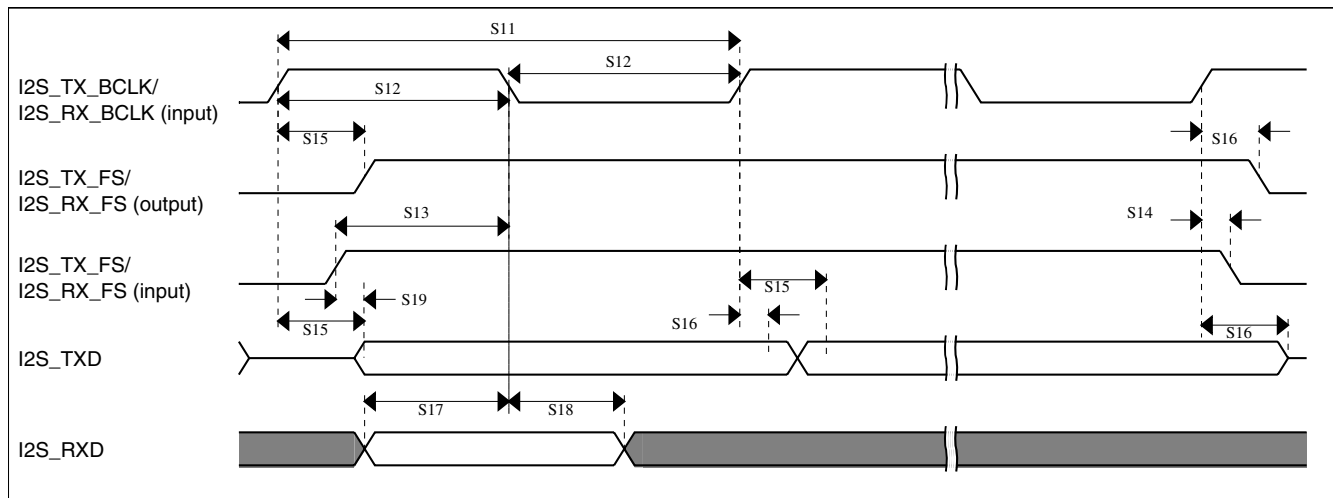 S11
I2S_TX_BCLK/
I2S_RX_BCLK (input)
S12
S12
S15
S16
I2S_TX_FS/
I2S_RX_FS (output)
S13
S14
I2S_TX_FS/
I2S_RX_FS (input)
S15
S19
S16
S15
S16
I2S_TXD
S17
S18
I2S_RXD